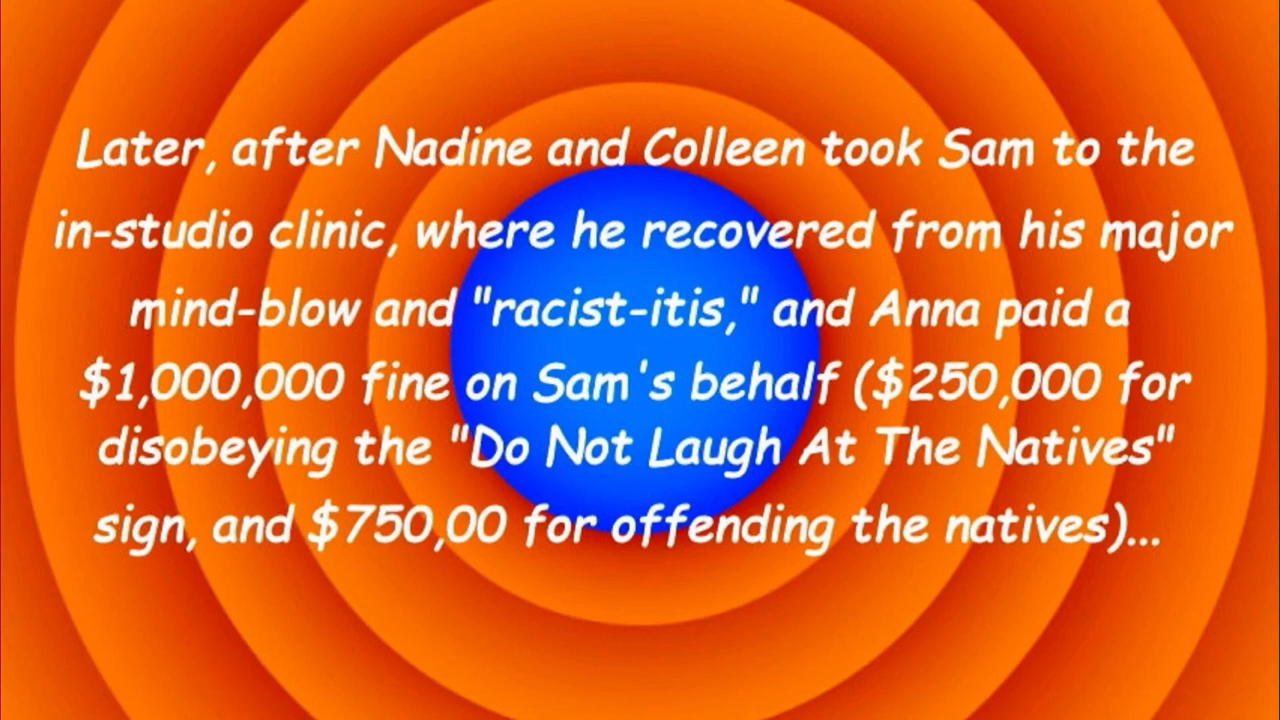 Later, after Nadine and Colleen took Sam to the
in-studio clinic, where he recovered from his major
mind-blow and "racist-itis," and Anna paid a
$1,000,000 fine on Sam's behalf ($250,000 for
disobeying the "Do Not Laugh At The Natives"
sign, and $750,00 for offending the natives)...